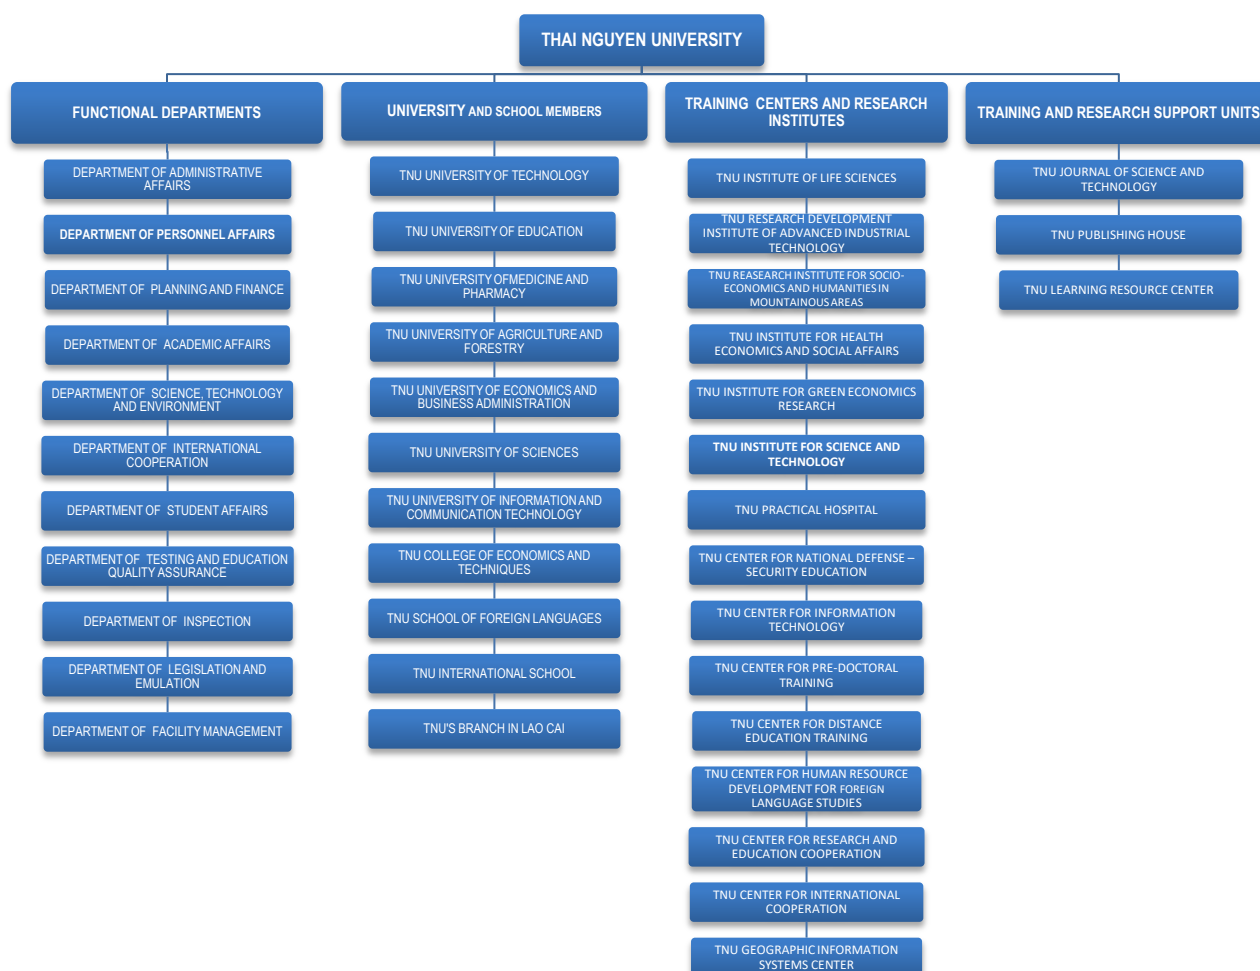 THAI NGUYEN UNIVERSITY
FUNCTIONAL DEPARTMENTS
DEPARTMENT OF ADMINISTRATIVE
AFFAIRS
DEPARTMENT OF PERSONNEL AFFAIRS
DEPARTMENT OF PLANNING AND FINANCE
DEPARTMENT OF ACADEMIC AFFAIRS
DEPARTMENT OF SCIENCE, TECHNOLOGY
AND ENVIRONMENT
DEPARTMENT OF INTERNATIONAL
COOPERATION
DEPARTMENT OF STUDENT AFFAIRS
DEPARTMENT OF TESTING AND EDUCATION
QUALITY ASSURANCE
DEPARTMENT OF INSPECTION
DEPARTMENT OF LEGISLATION AND
EMULATION
DEPARTMENT OF FACILITY MANAGEMENT
UNIVERSITY AND SCHOOL MEMBERS
TNU UNIVERSITY OF TECHNOLOGY
TNU UNIVERSITY OF EDUCATION
TNU UNIVERSITY OFMEDICINE AND
PHARMACY
TNU UNIVERSITY OF AGRICULTURE AND
FORESTRY
TNU UNIVERSITY OF ECONOMICS AND
BUSINESS ADMINISTRATION
TNU UNIVERSITY OF SCIENCES
TNU UNIVERSITY OF INFORMATION AND
COMMUNICATION TECHNOLOGY
TNU COLLEGE OF ECONOMICS AND
TECHNIQUES
TNU SCHOOL OF FOREIGN LANGUAGES
TNU INTERNATIONAL SCHOOL
TNU'S BRANCH IN LAO CAI
TRAINING CENTERS AND RESEARCH
INSTITUTES
TNU INSTITUTE OF LIFE SCIENCES
TNU RESEARCH DEVELOPMENT
INSTITUTE OF ADVANCED INDUSTRIAL
TECHNOLOGY
TNU REASEARCH INSTITUTE FOR SOCIO-
ECONOMICS AND HUMANITIES IN
MOUNTAINOUS AREAS
TNU INSTITUTE FOR HEALTH
ECONOMICS AND SOCIAL AFFAIRS
TNU INSTITUTE FOR GREEN ECONOMICS
RESEARCH
TNU INSTITUTE FOR SCIENCE AND
TECHNOLOGY
TNU PRACTICAL HOSPITAL
TNU CENTER FOR NATIONAL DEFENSE –
SECURITY EDUCATION
TNU CENTER FOR INFORMATION
TECHNOLOGY
TNU CENTER FOR PRE-DOCTORAL
TRAINING
TNU CENTER FOR DISTANCE
EDUCATION TRAINING
TNU CENTER FOR HUMAN RESOURCE
DEVELOPMENT FOR FOREIGN
LANGUAGE STUDIES
TNU CENTER FOR RESEARCH AND
EDUCATION COOPERATION
TNU CENTER FOR INTERNATIONAL
COOPERATION
TNU GEOGRAPHIC INFORMATION
SYSTEMS CENTER
TRAINING AND RESEARCH SUPPORT UNITS
TNU JOURNAL OF SCIENCE AND
TECHNOLOGY
TNU PUBLISHING HOUSE
TNU LEARNING RESOURCE CENTER